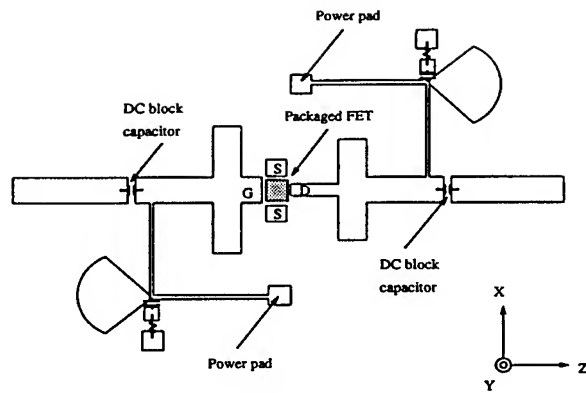 Power pad
DC block
capacitor
Packaged FET
S
G
D
S
DC block
capacitor
Power pad
X
Y
Z